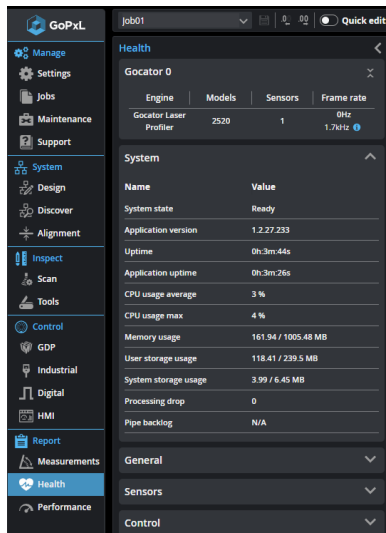 GoPxL
Job01
.0
.00
Quick edit
Manage
Settings
Jobs
Maintenance
Support
System
Design
Discover
Alignment
Inspect
Scan
Tools
Control
GDP
Industrial
Digital
HMI
Report
Measurements
Health
Performance
Health
Gocator 0
Engine Models Sensors Frame rate
Gocator Laser Profiler 2520 1 0Hz
1.7kHz
System
Name Value
System state Ready
Application version 1.2.27.233
Uptime 0h:3m:44s
Application uptime 0h:3m:26s
CPU usage average 3 %
CPU usage max 4 %
Memory usage 161.94 / 1005.48 MB
User storage usage 118.41 / 239.5 MB
System storage usage 3.99 / 6.45 MB
Processing drop 0
Pipe backlog N/A
General
Sensors
Control